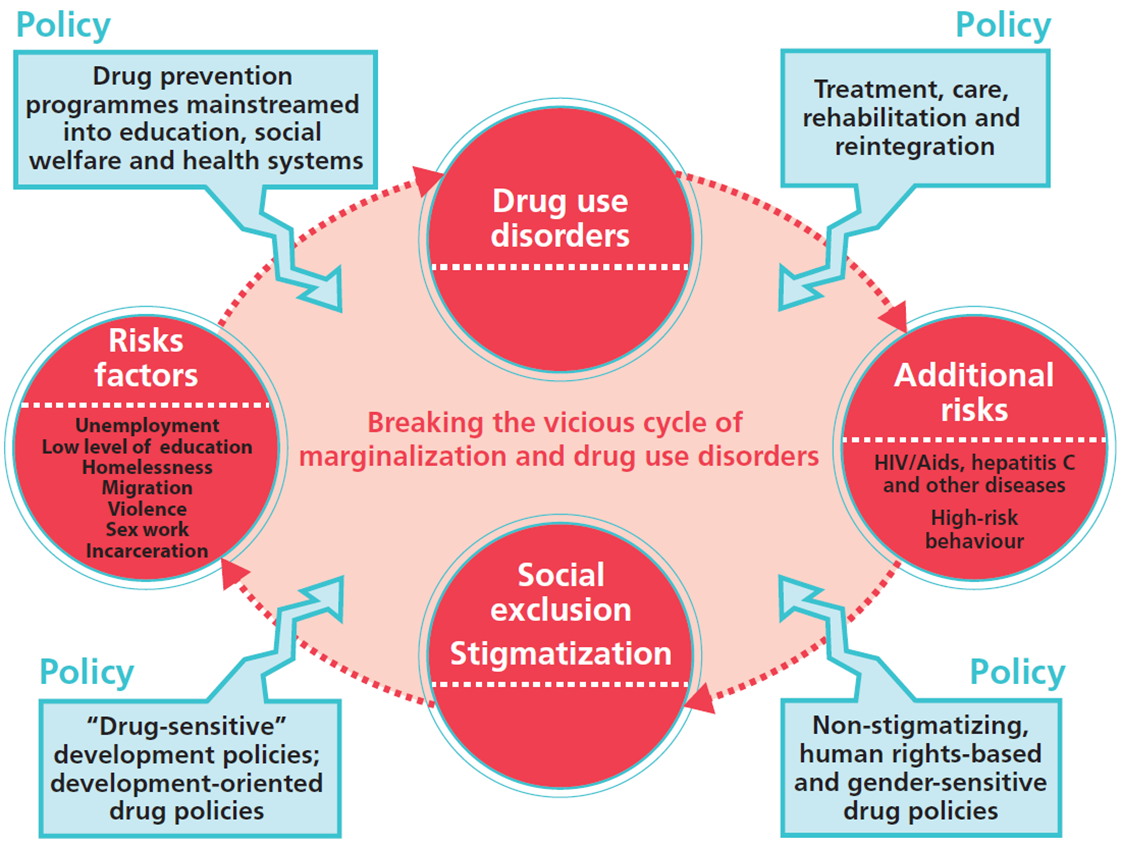 Policy
Drug prevention
programmes mainstreamed
into education, social
welfare and health systems
Policy
Treatment, care,
rehabilitation and
reintegration
Drug use
disorders
Risks
factors
Unemployment
Low level of education
Homelessness
Migration
Violence
Sex work
Incarceration
Breaking the vicious cycle of
marginalization and drug use disorders
Additional
risks
HIV/Aids, hepatitis C
and other diseases
High-risk
behaviour
Social
exclusion
Stigmatization
Policy
“Drug-sensitive”
development policies;
development-oriented
drug policies
Policy
Non-stigmatizing,
human rights-based
and gender-sensitive
drug policies